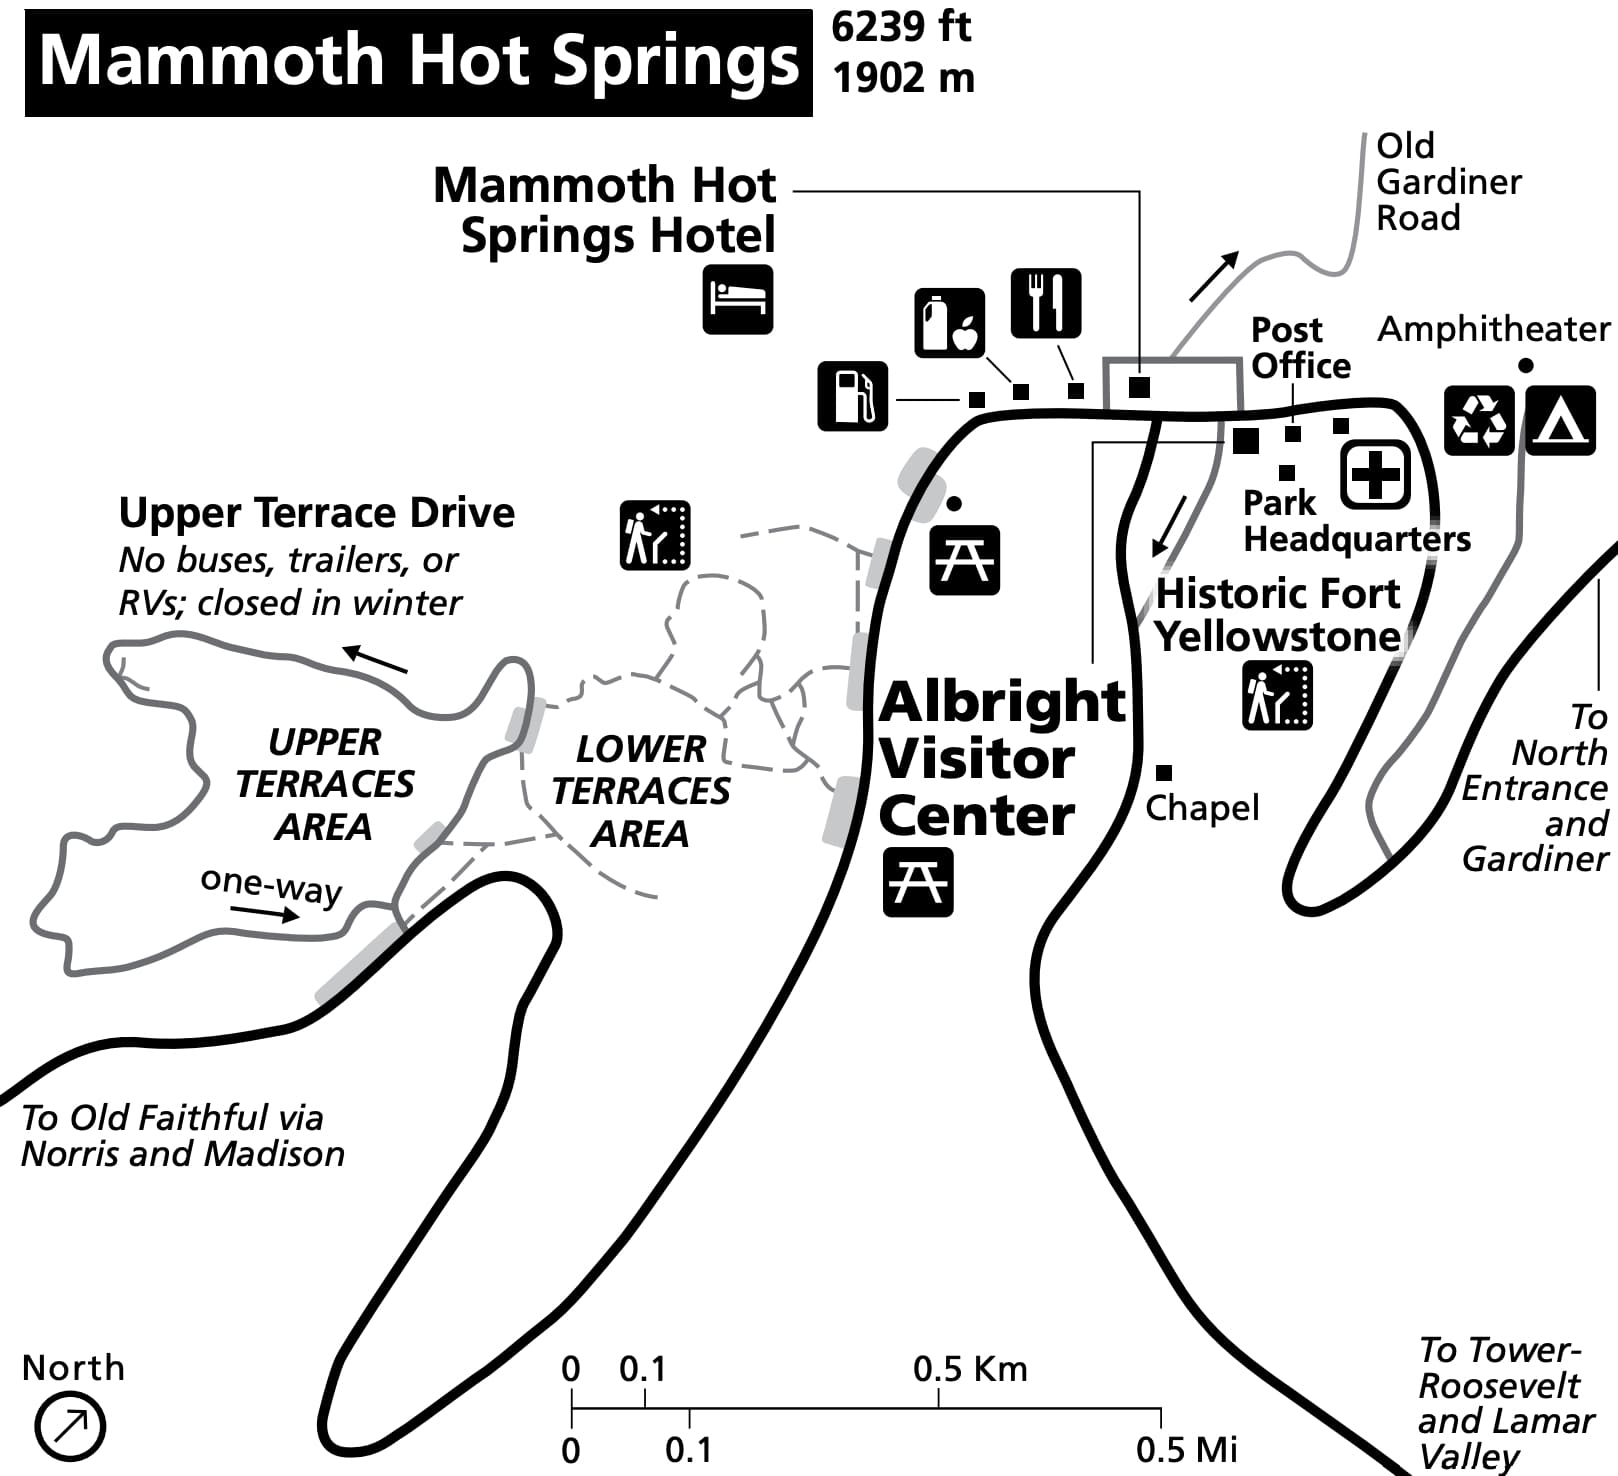 Mammoth Hot Springs
6239 ft
1902 m
Mammoth Hot
Springs Hotel
Old
Gardiner
Road
Post
Office
Amphitheater
Upper Terrace Drive
No buses, trailers, or
RVs; closed in winter
Park
Headquarters
Historic Fort
Yellowstone
UPPER
TERRACES
AREA
LOWER
TERRACES
AREA
Albright
Visitor
Center
Chapel
To
North
Entrance
and
Gardiner
one-way
To Old Faithful via
Norris and Madison
North
0 0.1 0.5 Km
0 0.1 0.5 Mi
To Tower-
Roosevelt
and Lamar
Valley